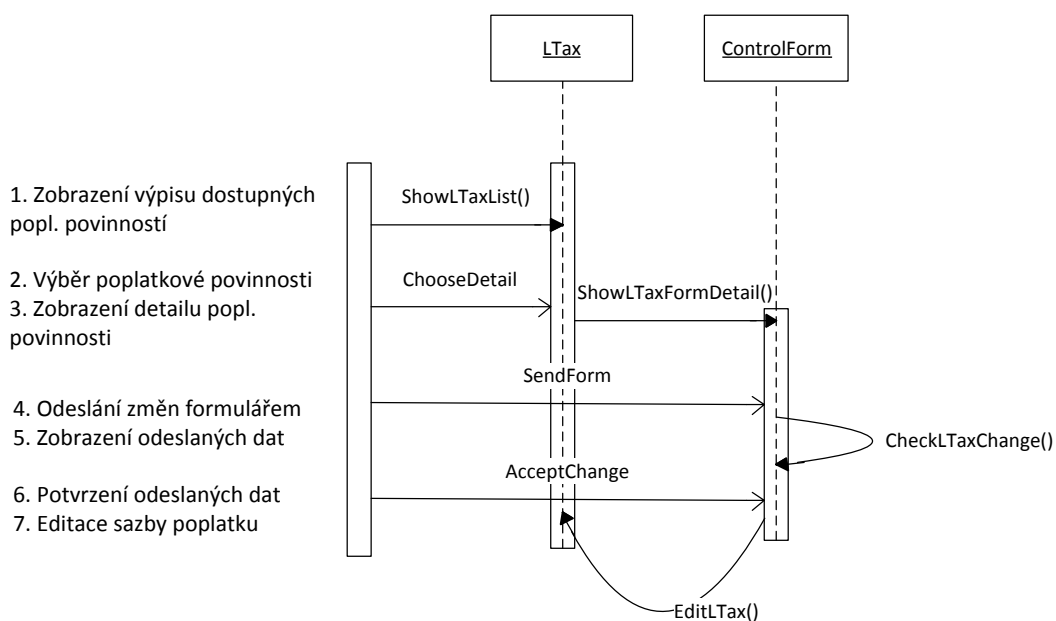 LTax
ControlForm
1. Zobrazení výpisu dostupných
popl. povinností
ShowLTaxList()
2. Výběr poplatkové povinnosti
3. Zobrazení detailu popl.
povinnosti
ChooseDetail
ShowLTaxFormDetail()
SendForm
4. Odeslání změn formulářem
5. Zobrazení odeslaných dat
CheckLTaxChange()
AcceptChange
6. Potvrzení odeslaných dat
7. Editace sazby poplatku
EditLTax()